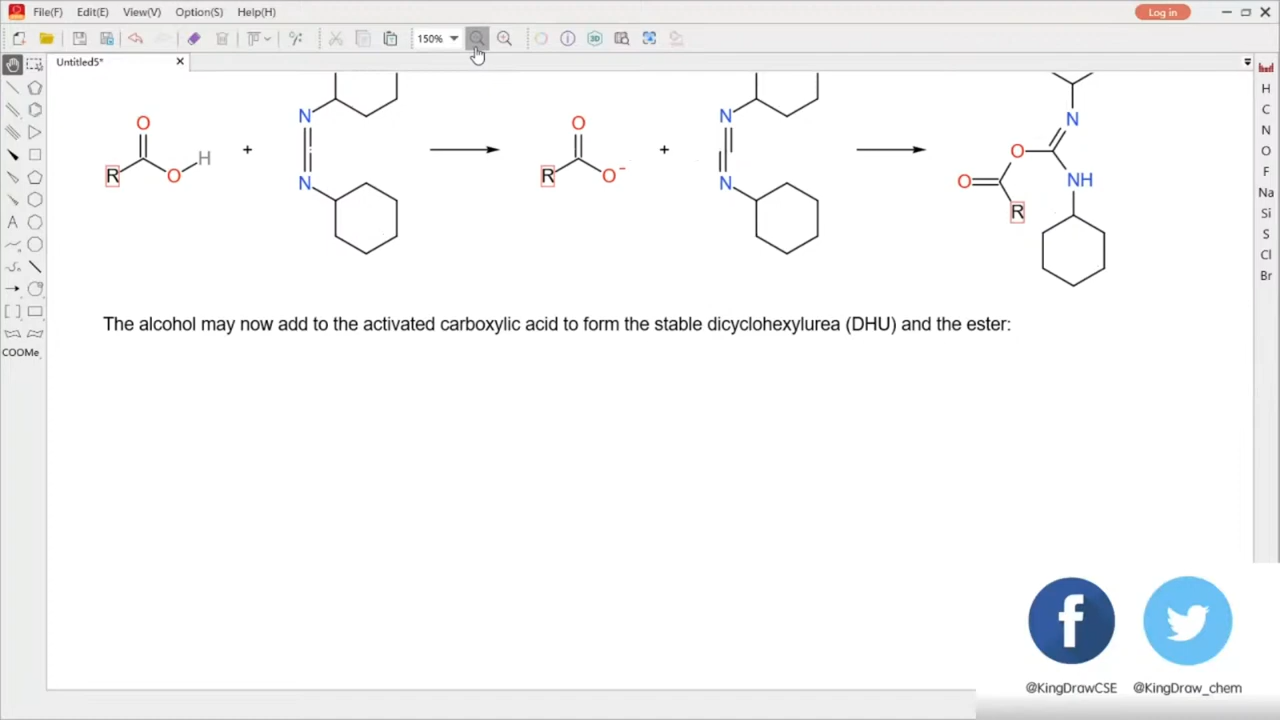 File(F) Edit(E) View(V) Option(S) Help(H) Log in
150%
Untitled5*
H
C
N
O
F
Na
Si
S
Cl
Br
A
COOMe
O
R O H
+
N
N
O
R O -
+
N
N
N
O
O NH
R
The alcohol may now add to the activated carboxylic acid to form the stable dicyclohexylurea (DHU) and the ester:
@KingDrawCSE @KingDraw_chem